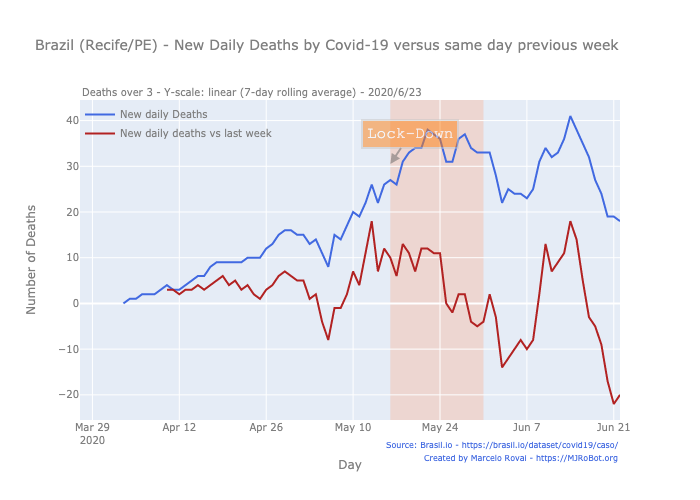 Brazil (Recife/PE) - New Daily Deaths by Covid-19 versus same day previous week
Deaths over 3 - Y-scale: linear (7-day rolling average) - 2020/6/23
New daily Deaths
New daily deaths vs last week
Lock-Down
Number of Deaths
40
30
20
10
0
−10
−20
Mar 29
2020
Apr 12
Apr 26
May 10
May 24
Jun 7
Jun 21
Day
Source: Brasil.io - https://brasil.io/dataset/covid19/caso/
Created by Marcelo Rovai - https://MJRoBot.org